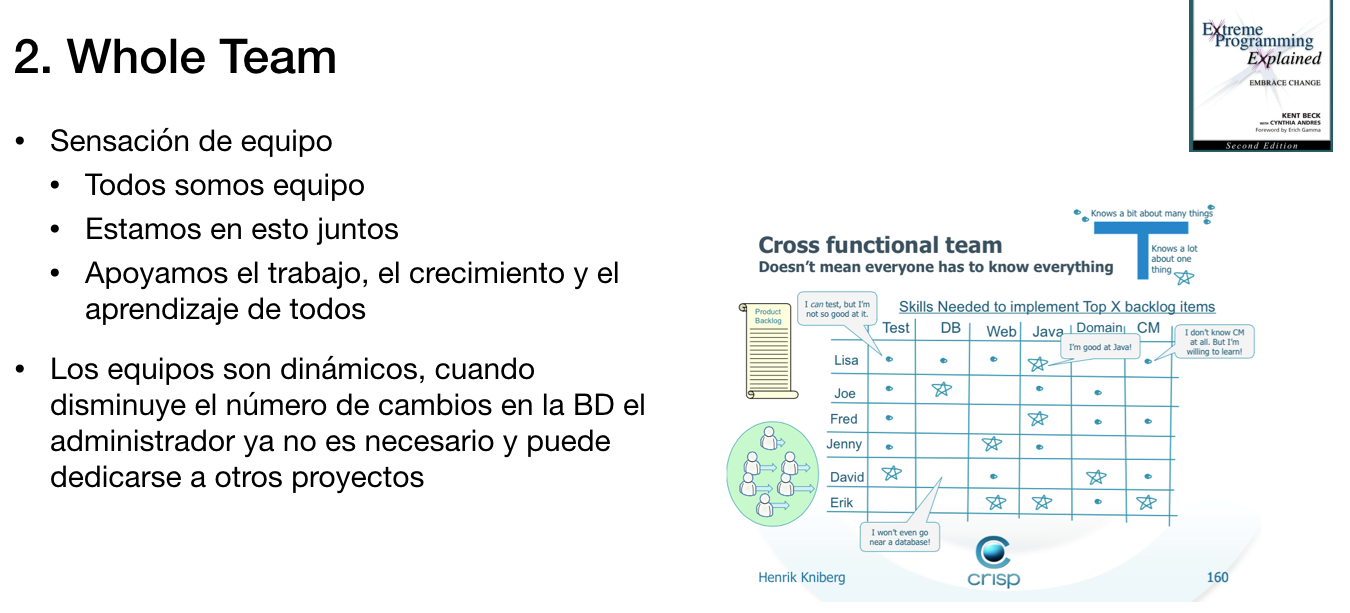 2. Whole Team
• Sensación de equipo
• Todos somos equipo
• Estamos en esto juntos
• Apoyamos el trabajo, el crecimiento y el
aprendizaje de todos
• Los equipos son dinámicos, cuando
disminuye el número de cambios en la BD el
administrador ya no es necesario y puede
dedicarse a otros proyectos
Extreme
Programming
Explained
EMBRACE CHANGE
KENT BECK
WITH CYNTHIA ANDRES
Foreword by Erich Gamma
Second Edition
Knows a bit about many things
Knows a lot
about one
thing
Cross functional team
Doesn't mean everyone has to know everything
Product
Backlog
I can test, but I'm
not so good at it.
Skills Needed to implement Top X backlog items
Test DB Web Java Domain CM
I'm good at Java!
I don't know CM
at all. But I'm
willing to learn!
Lisa
Joe
Fred
Jenny
David
Erik
I won't even go
near a database!
Henrik Kniberg
crisp
160